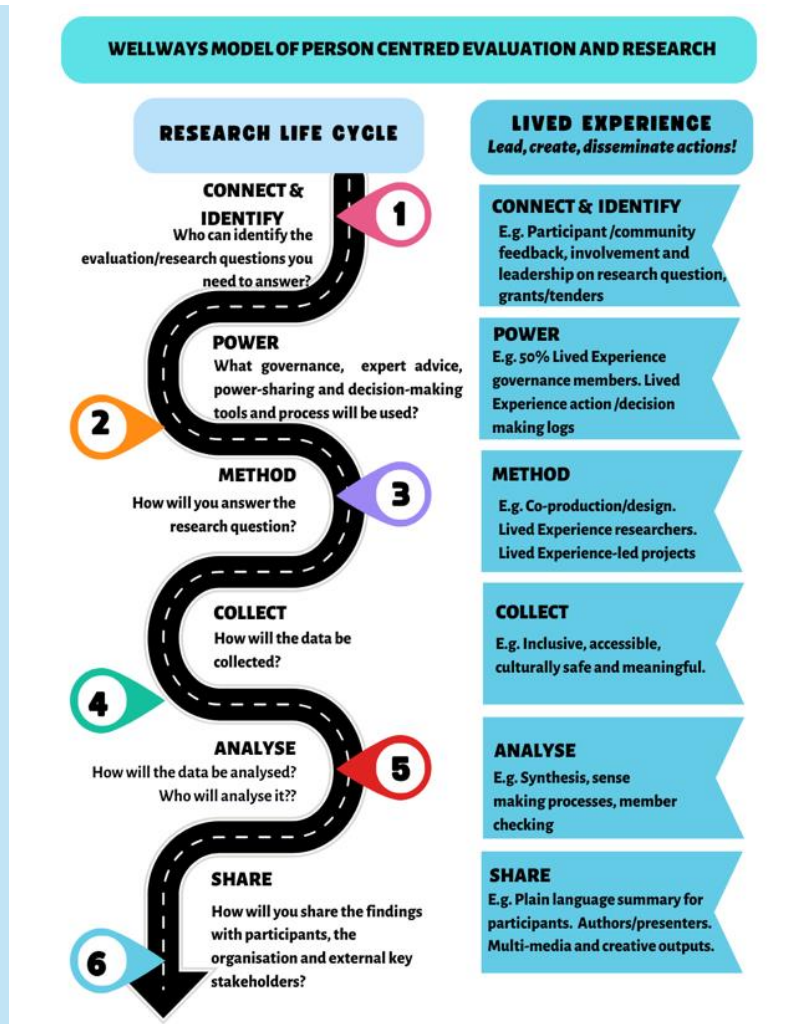 WELLWAYS MODEL OF PERSON CENTRED EVALUATION AND RESEARCH
RESEARCH LIFE CYCLE
CONNECT &
IDENTIFY
Who can identify the
evaluation/research questions you
need to answer?
1
POWER
What governance, expert advice,
power-sharing and decision-making
tools and process will be used?
2
METHOD
How will you answer the
research question?
3
COLLECT
How will the data be
collected?
4
ANALYSE
How will the data be analysed?
Who will analyse it??
5
SHARE
How will you share the findings
with participants, the
organisation and external key
stakeholders?
6
LIVED EXPERIENCE
Lead, create, disseminate actions!
CONNECT & IDENTIFY
E.g. Participant /community
feedback, involvement and
leadership on research question,
grants/tenders
POWER
E.g. 50% Lived Experience
governance members. Lived
Experience action /decision
making logs
METHOD
E.g. Co-production/design.
Lived Experience researchers.
Lived Experience-led projects
COLLECT
E.g. Inclusive, accessible,
culturally safe and meaningful.
ANALYSE
E.g. Synthesis, sense
making processes, member
checking
SHARE
E.g. Plain language summary for
participants. Authors/presenters.
Multi-media and creative outputs.